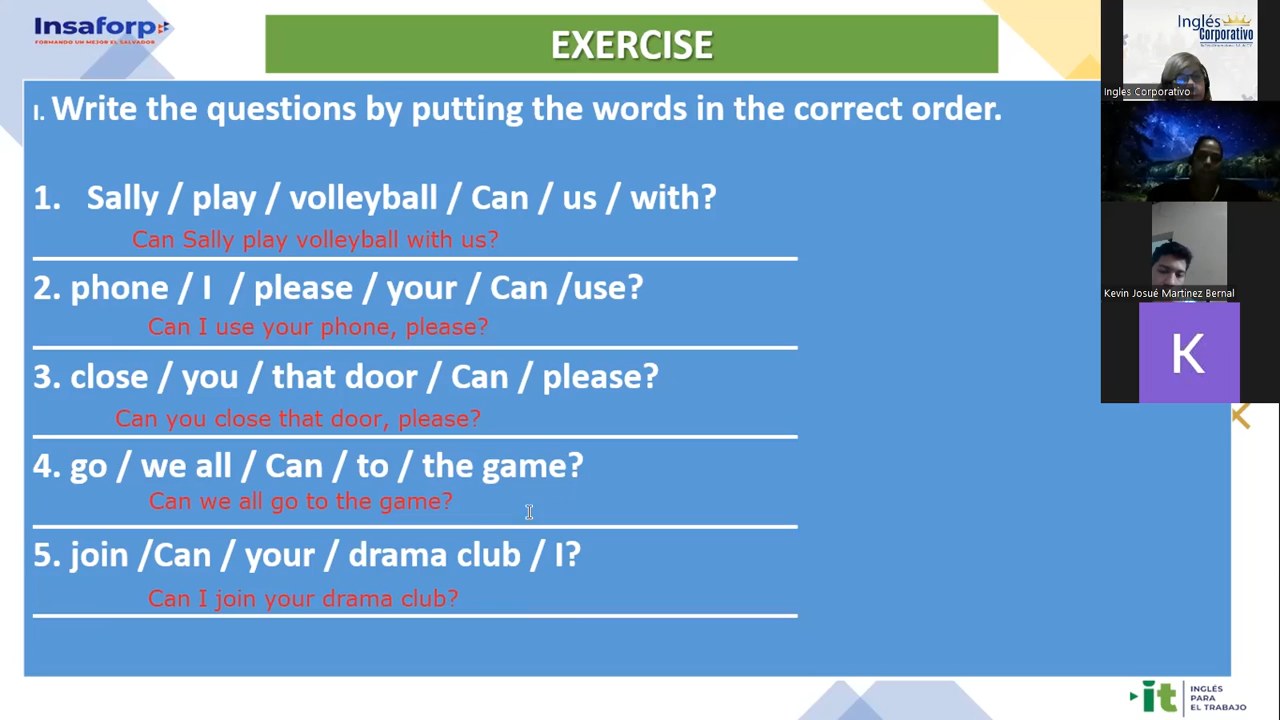 Insaforp
FORMANDO UN MEJOR EL SALVADOR
EXERCISE
I. Write the questions by putting the words in the correct order.
1. Sally / play / volleyball / Can / us / with?
Can Sally play volleyball with us?
2. phone / I / please / your / Can /use?
Can I use your phone, please?
3. close / you / that door / Can / please?
Can you close that door, please?
4. go / we all / Can / to / the game?
Can we all go to the game?
5. join /Can / your / drama club / I?
Can I join your drama club?
Inglés
Corporativo
Ingles Corporativo
Kevin Josué Martinez Bernal
K
it
INGLÉS
PARA
EL TRABAJO